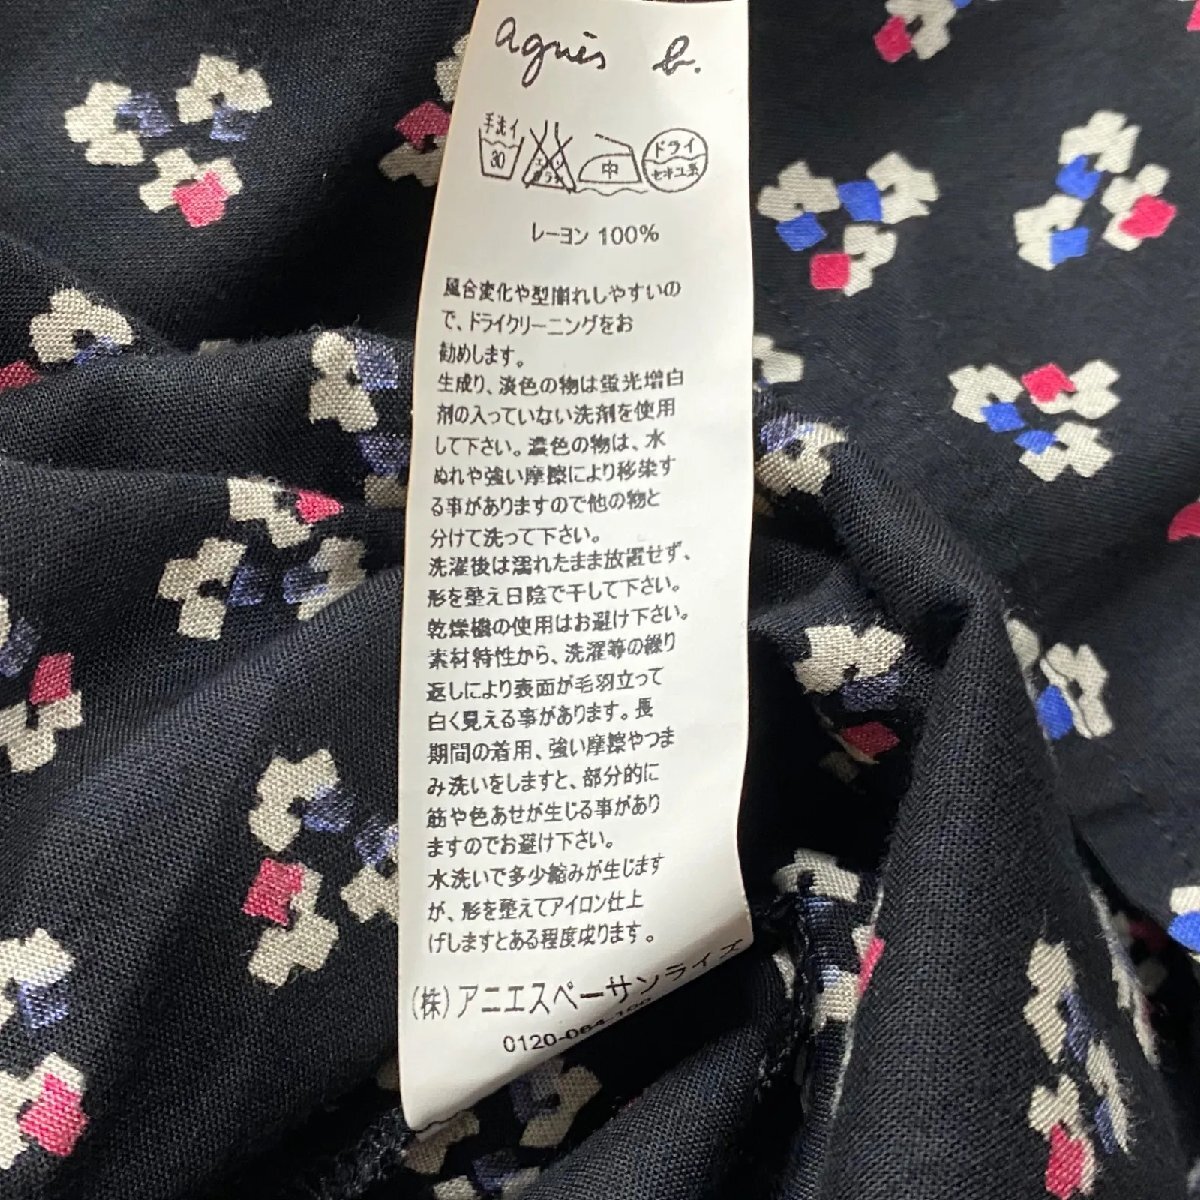 agnès b.
手洗イ ドライ
30 中 セキユ系
レーヨン 100%
風合変化や型崩れしやすいの
で、ドライクリーニングをお
勧めします。
生成り、淡色の物は蛍光増白
剤の入っていない洗剤を使用
して下さい。濃色の物は、水
ぬれや強い摩擦により移染す
る事がありますので他の物と
分けて洗って下さい。
洗濯後は濡れたまま放置せず、
形を整え日陰で干して下さい。
乾燥機の使用はお避け下さい。
素材特性から、洗濯等の繰り
返しにより表面が毛羽立って
白く見える事があります。長
期間の着用、強い摩擦やつま
み洗いをしますと、部分的に
筋や色あせが生じる事があり
ますのでお避け下さい。
水洗いで多少縮みが生じます
が、形を整えてアイロン仕上
げしますとある程度戻ります。
(株)アニエスベーサンライズ
0120-064-